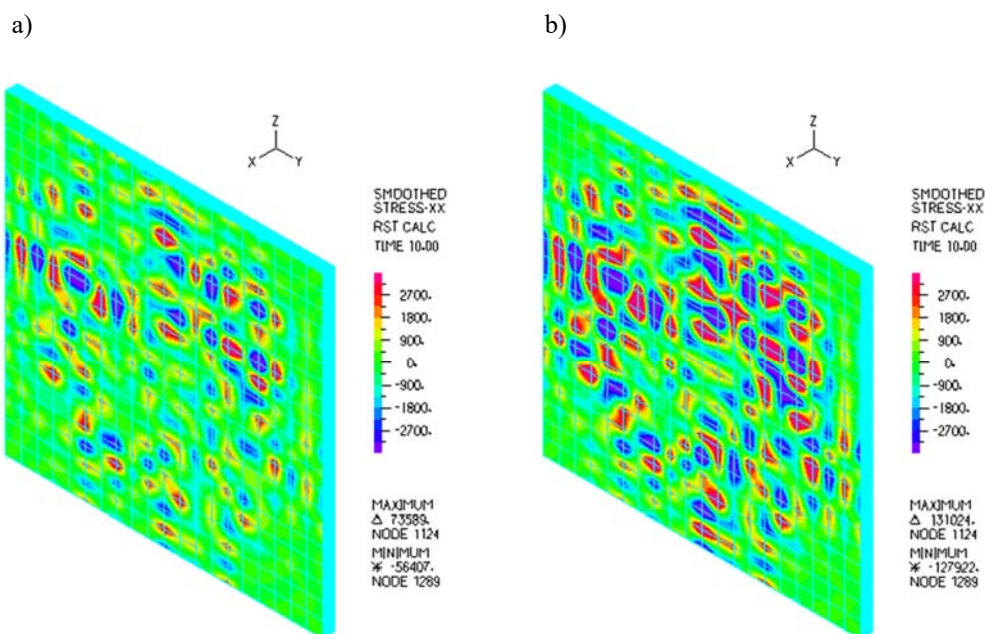 a)
b)
Z
X
Y
SMOOTHED
STRESS-XX
RST CALC
TIME 10.00
2700.
1800.
900.
0.
-900.
-1800.
-2700.
MAXIMUM
Δ 73589.
NODE 1124
MINIMUM
✳ -56407.
NODE 1289
Z
X
Y
SMOOTHED
STRESS-XX
RST CALC
TIME 10.00
2700.
1800.
900.
0.
-900.
-1800.
-2700.
MAXIMUM
Δ 131024.
NODE 1124
MINIMUM
✳ -127922.
NODE 1289